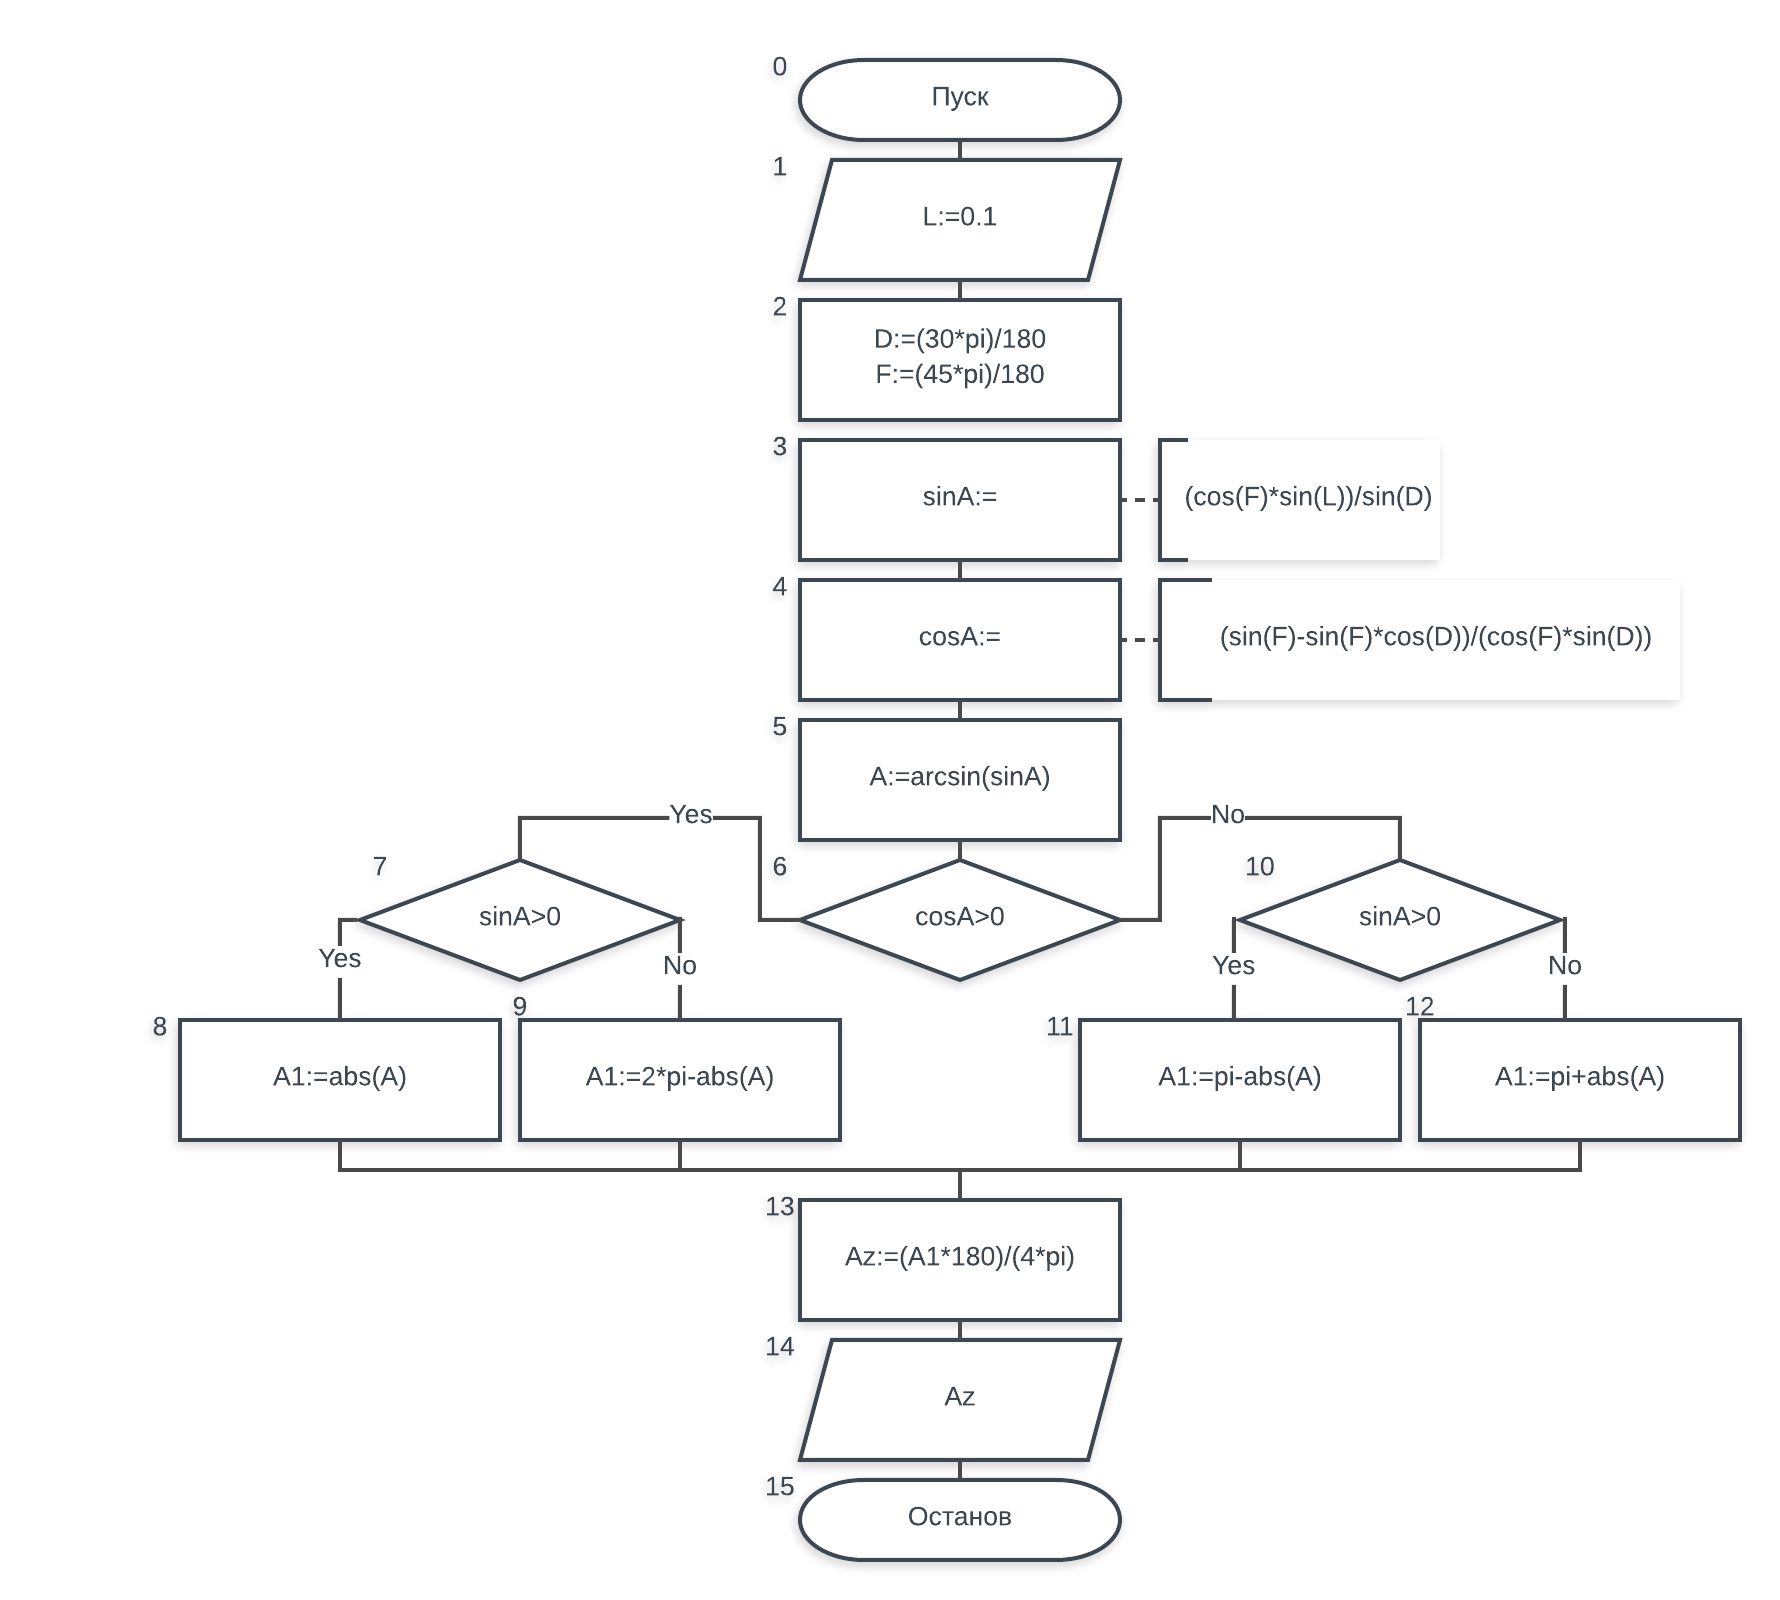 0
Пуск
1
L:=0.1
2
D:=(30*pi)/180
F:=(45*pi)/180
3
sinA:=
(cos(F)*sin(L))/sin(D)
4
cosA:=
(sin(F)-sin(F)*cos(D))/(cos(F)*sin(D))
5
A:=arcsin(sinA)
Yes
No
7
sinA>0
6
cosA>0
10
sinA>0
Yes
No
Yes
No
8
A1:=abs(A)
9
A1:=2*pi-abs(A)
11
A1:=pi-abs(A)
12
A1:=pi+abs(A)
13
Az:=(A1*180)/(4*pi)
14
Az
15
Останов